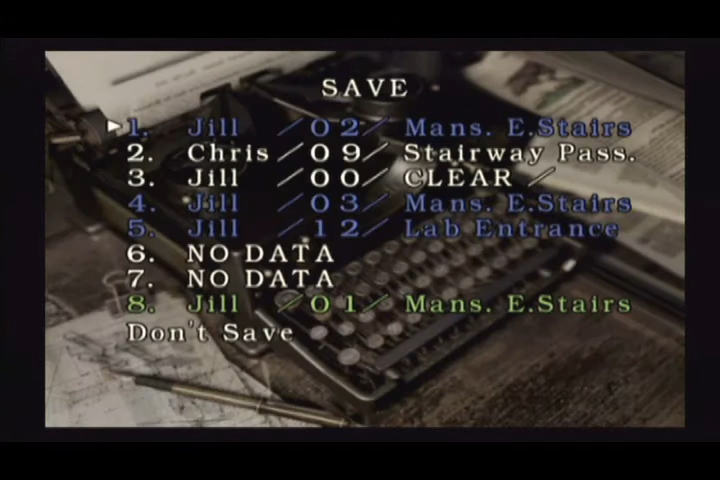 SAVE
1. Jill /02/ Mans. E.Stairs
2. Chris /09/ Stairway Pass.
3. Jill /00/ CLEAR /
4. Jill /03/ Mans. E.Stairs
5. Jill /12/ Lab Entrance
6. NO DATA
7. NO DATA
8. Jill /01/ Mans. E.Stairs
Don't Save